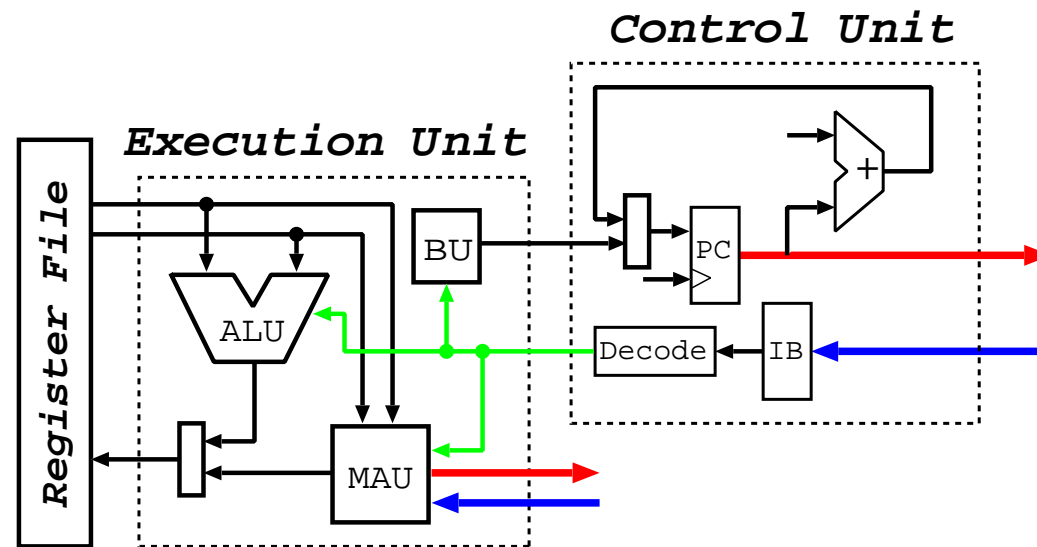 Control Unit
Execution Unit
Register File
+
BU
PC
ALU
Decode
IB
MAU